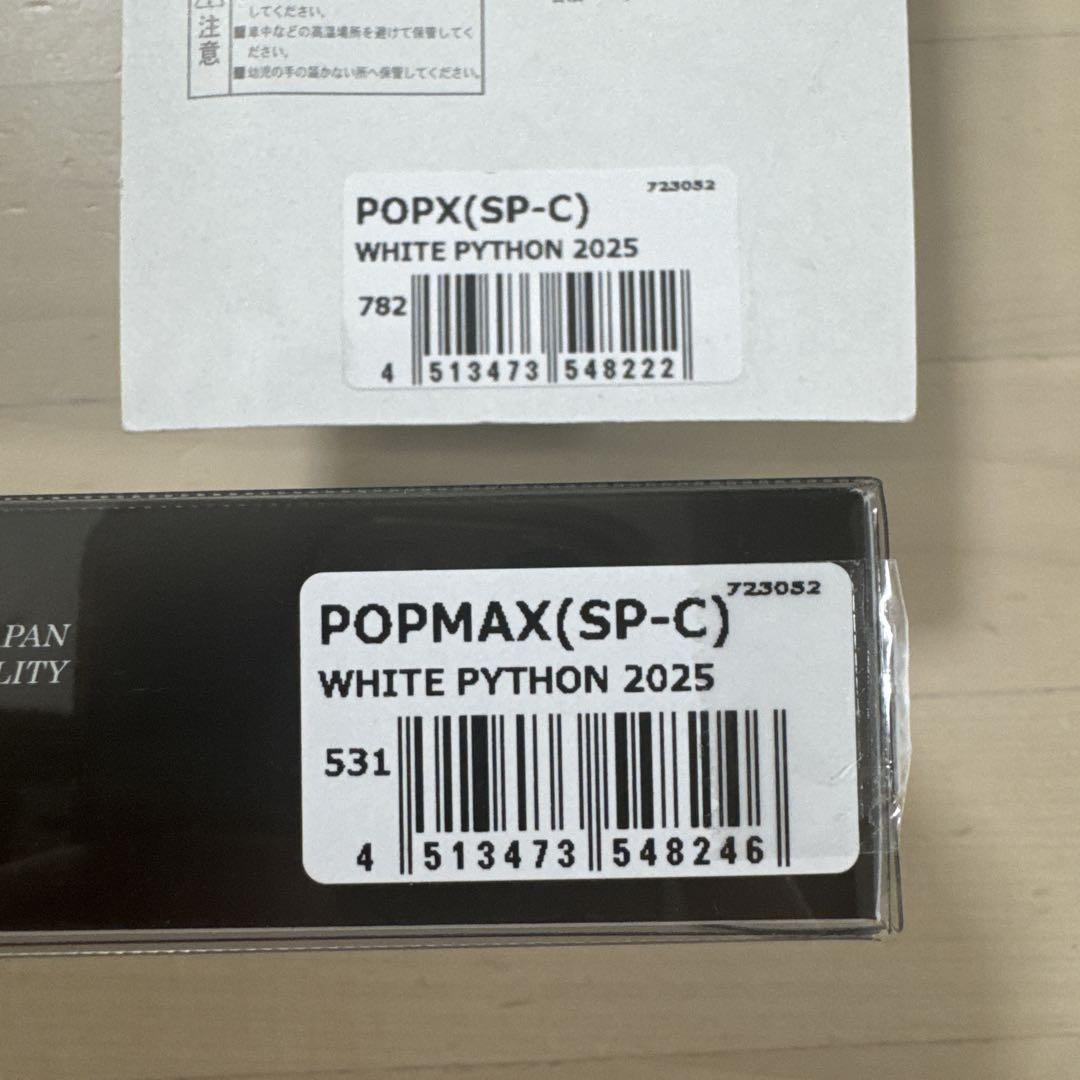 注意
してください。
■車中などの高温場所を避けて保管してく
ださい。
■幼児の手の届かない所へ保管してください。
723052
POPX(SP-C)
WHITE PYTHON 2025
782
4 513473 548222
APAN
LITY
723052
POPMAX(SP-C)
WHITE PYTHON 2025
531
4 513473 548246